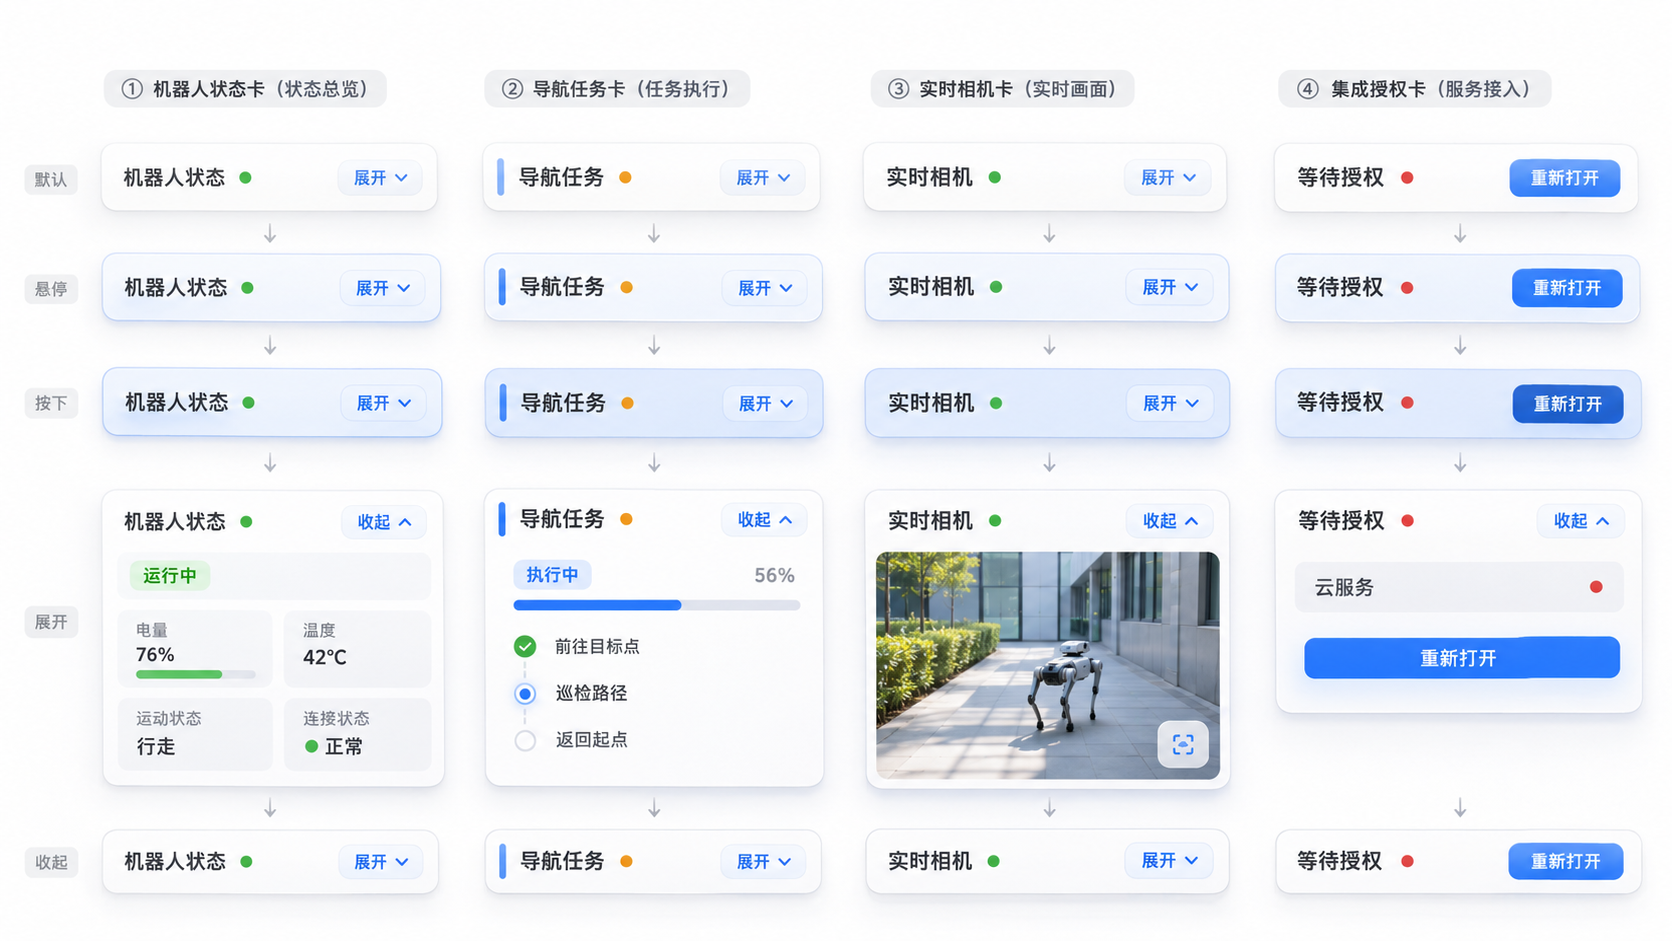 ① 机器人状态卡（状态总览）
② 导航任务卡（任务执行）
③ 实时相机卡（实时画面）
④ 集成授权卡（服务接入）
默认
机器人状态
展开
导航任务
展开
实时相机
展开
等待授权
重新打开
悬停
机器人状态
展开
导航任务
展开
实时相机
展开
等待授权
重新打开
按下
机器人状态
展开
导航任务
展开
实时相机
展开
等待授权
重新打开
展开
机器人状态
收起
运行中
电量
76%
温度
42°C
运动状态
行走
连接状态
正常
导航任务
收起
执行中
56%
前往目标点
巡检路径
返回起点
实时相机
收起
等待授权
收起
云服务
重新打开
收起
机器人状态
展开
导航任务
展开
实时相机
展开
等待授权
重新打开